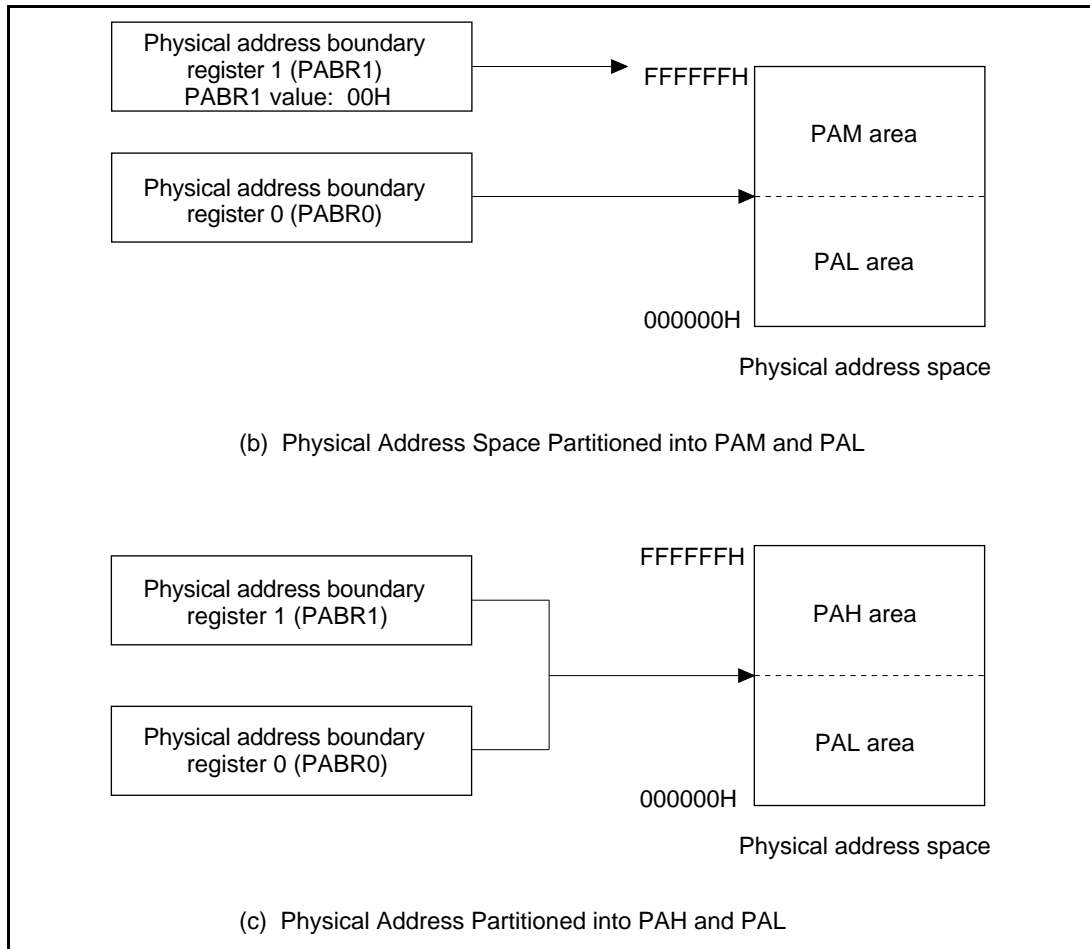 Physical address boundary
register 1 (PABR1)
PABR1 value:  00H
FFFFFFH
PAM area
Physical address boundary
register 0 (PABR0)
PAL area
000000H
Physical address space
(b)  Physical Address Space Partitioned into PAM and PAL
FFFFFFH
Physical address boundary
register 1 (PABR1)
PAH area
Physical address boundary
register 0 (PABR0)
PAL area
000000H
Physical address space
(c)  Physical Address Partitioned into PAH and PAL